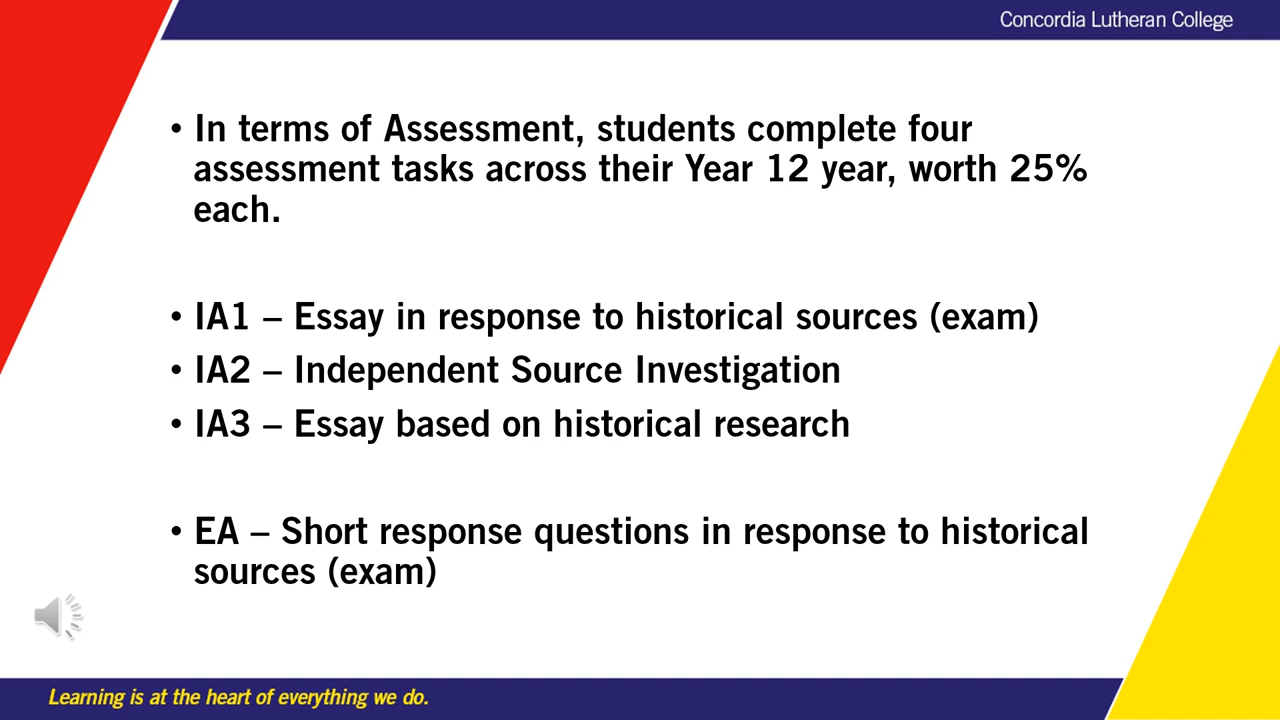 Concordia Lutheran College
• In terms of Assessment, students complete four
assessment tasks across their Year 12 year, worth 25%
each.
• IA1 – Essay in response to historical sources (exam)
• IA2 – Independent Source Investigation
• IA3 – Essay based on historical research
• EA – Short response questions in response to historical
sources (exam)
Learning is at the heart of everything we do.